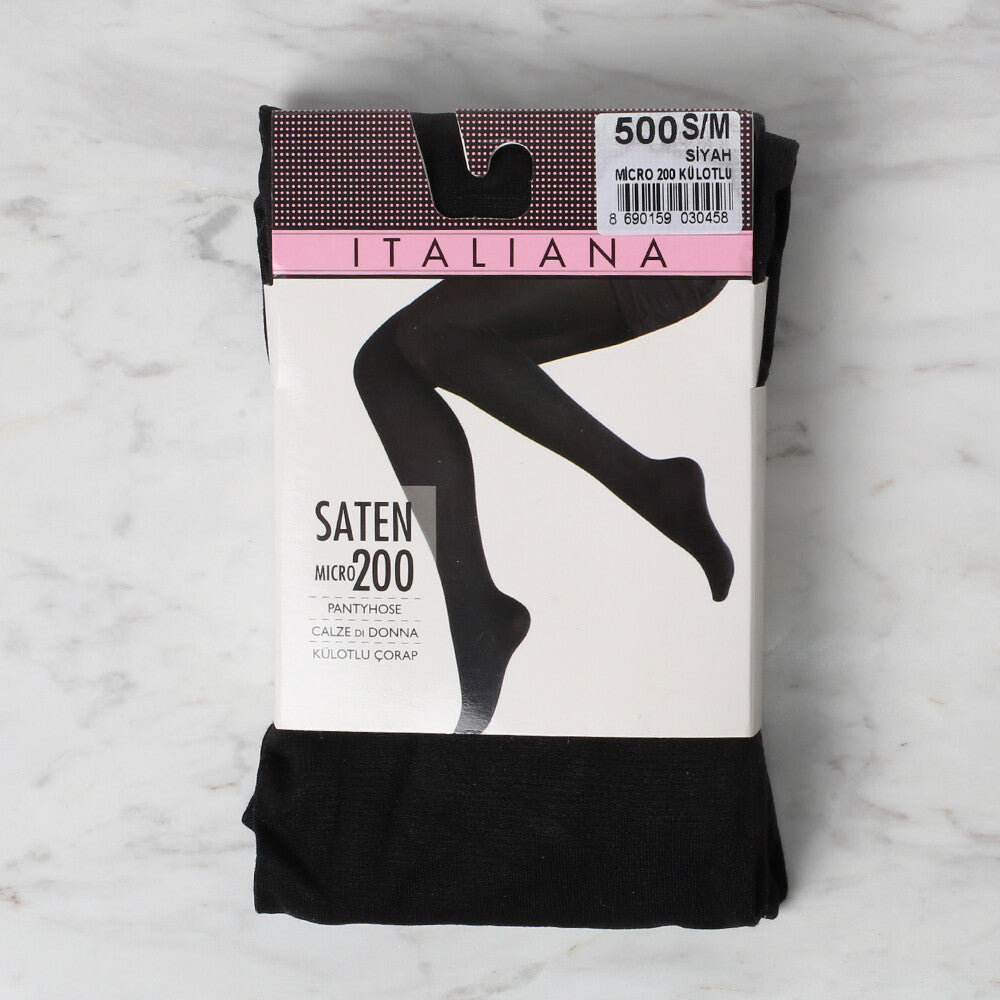 500 S/M
SİYAH
MİCRO 200 KÜLOTLU
8 690159 030458
ITALIANA
SATEN
MICRO 200
PANTYHOSE
CALZE DI DONNA
KÜLOTLU ÇORAP